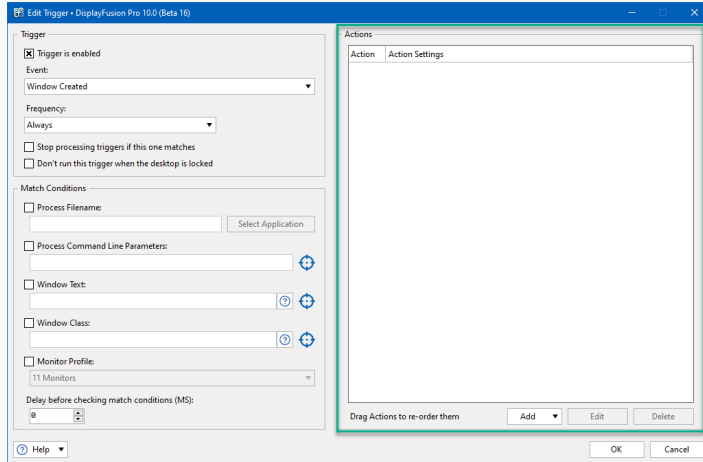 Edit Trigger • DisplayFusion Pro 10.0 (Beta 16)
Trigger
Trigger is enabled
Event:
Window Created
Frequency:
Always
Stop processing triggers if this one matches
Don't run this trigger when the desktop is locked
Match Conditions
Process Filename:
Select Application
Process Command Line Parameters:
Window Text:
Window Class:
Monitor Profile:
11 Monitors
Delay before checking match conditions (MS):
0
Help
Actions
Action Action Settings
Drag Actions to re-order them Add Edit Delete
OK Cancel